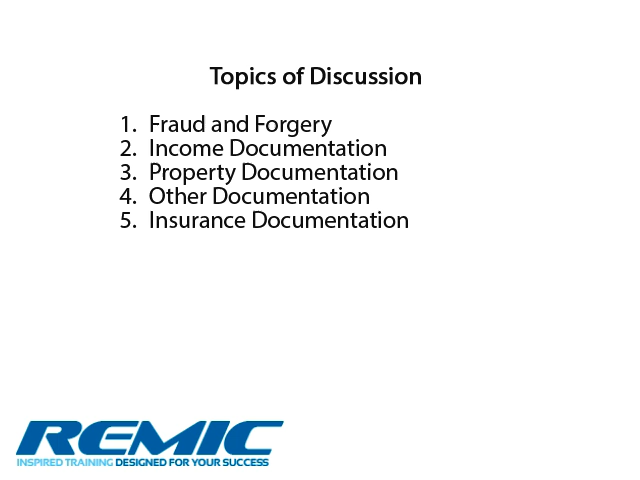 Topics of Discussion
1. Fraud and Forgery
2. Income Documentation
3. Property Documentation
4. Other Documentation
5. Insurance Documentation
REMIC
INSPIRED TRAINING DESIGNED FOR YOUR SUCCESS